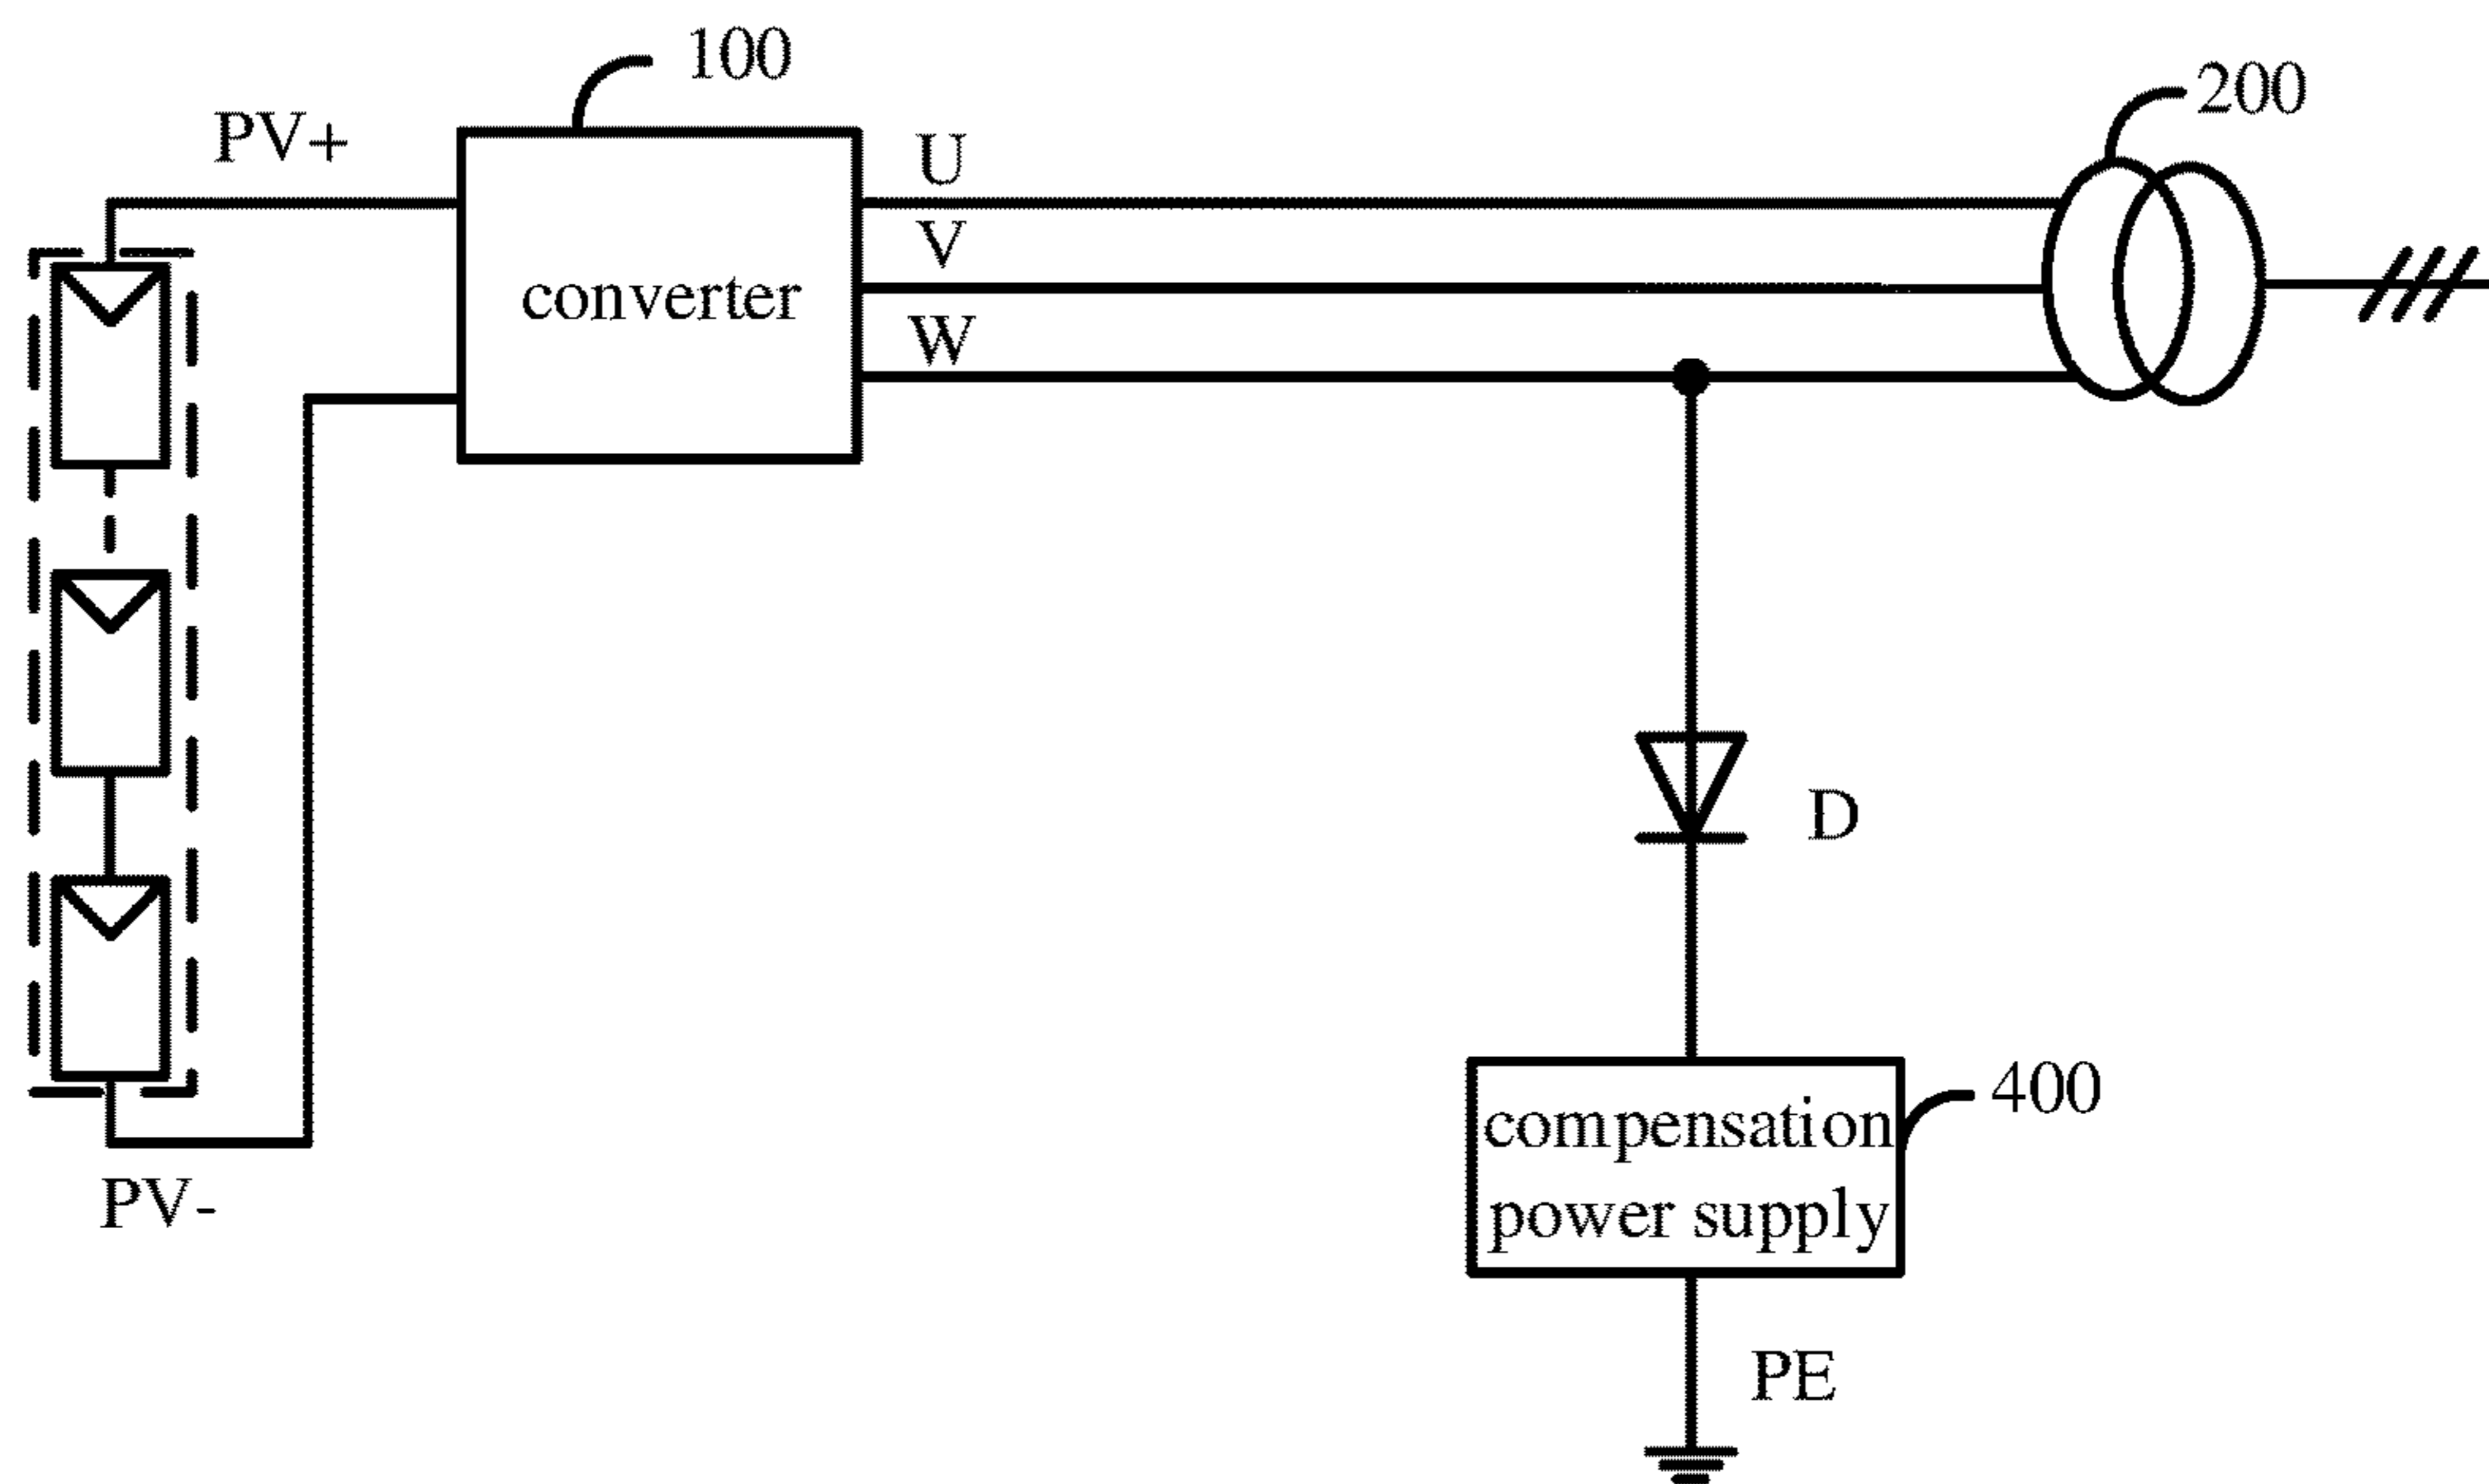 100
200
PV+
U
V
converter
W
D
400
compensation
power supply
PV-
PE